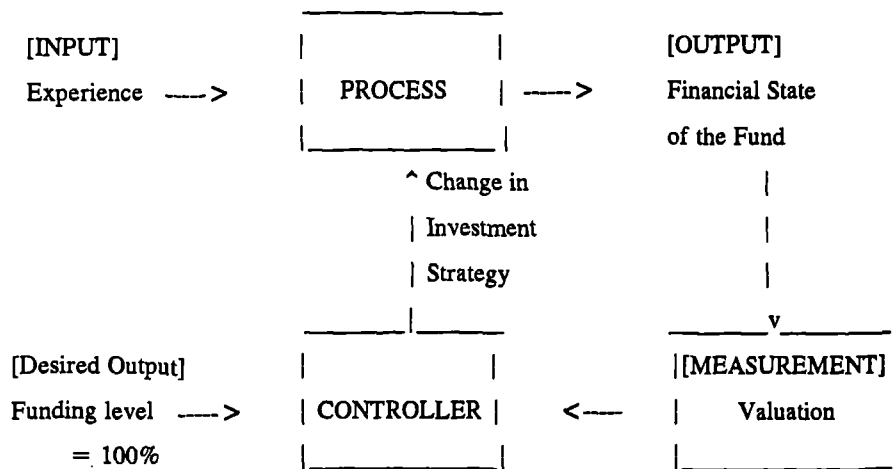 [INPUT]
[OUTPUT]
Experience ----> | PROCESS | ----> Financial State
of the Fund
^ Change in
| Investment
| Strategy
[Desired Output]
[MEASUREMENT]
Funding level ----> | CONTROLLER | <---- | Valuation
= 100%